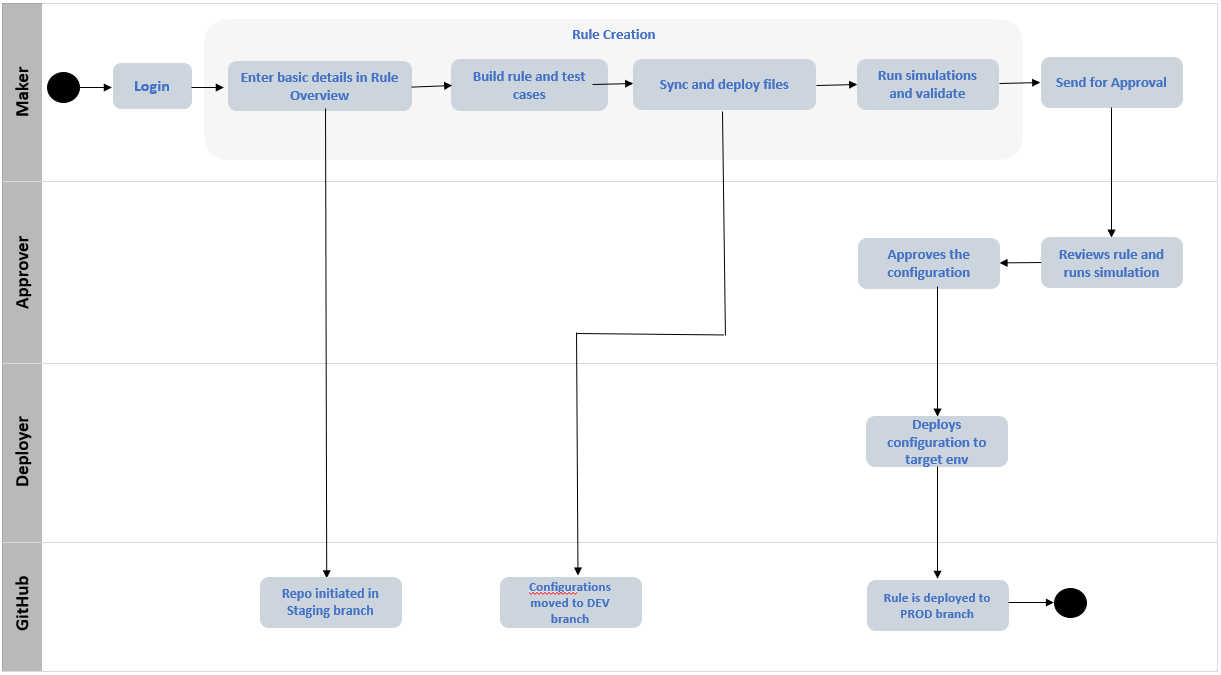 Maker
Rule Creation
Login
Enter basic details in Rule
Overview
Build rule and test
cases
Sync and deploy files
Run simulations
and validate
Send for Approval
Approver
Approves the
configuration
Reviews rule and
runs simulation
Deployer
Deploys
configuration to
target env
GitHub
Repo initiated in
Staging branch
Configurations
moved to DEV
branch
Rule is deployed to
PROD branch